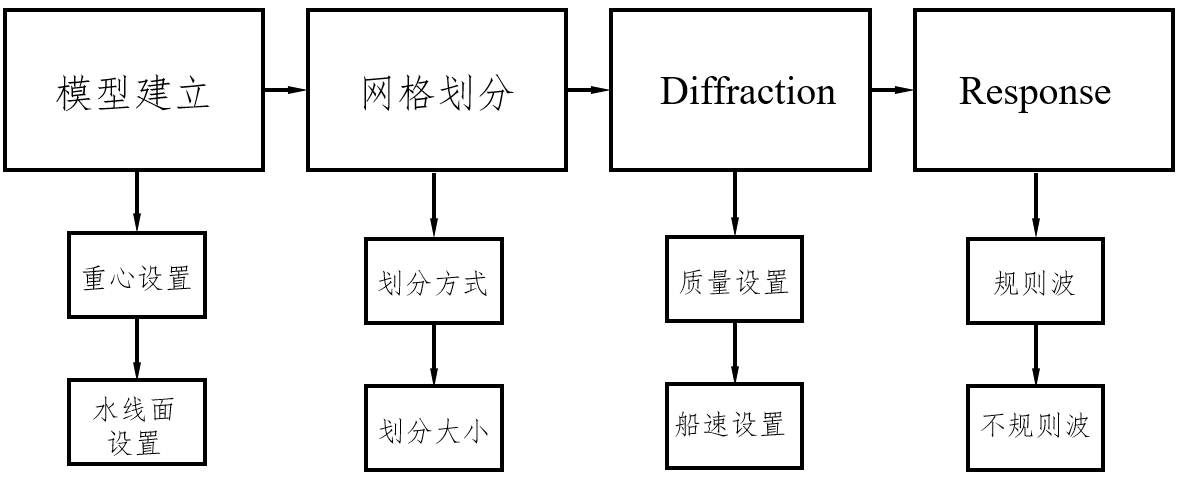 模型建立
网格划分
Diffraction
Response
重心设置
划分方式
质量设置
规则波
水线面
设置
划分大小
船速设置
不规则波